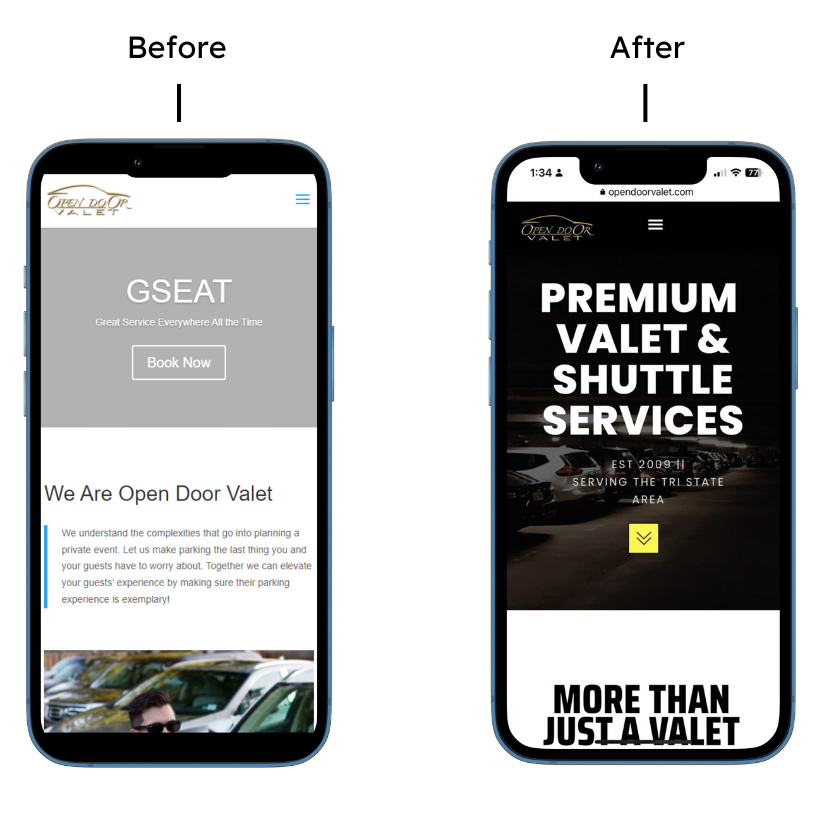 Before
After
OPEN DOOR
VALET
GSEAT
Great Service Everywhere All the Time
Book Now
We Are Open Door Valet
We understand the complexities that go into planning a
private event. Let us make parking the last thing you and
your guests have to worry about. Together we can elevate
your guests' experience by making sure their parking
experience is exemplary!
1:34
77
opendoorvalet.com
OPEN DOOR
VALET
PREMIUM
VALET &
SHUTTLE
SERVICES
EST 2009 ||
SERVING THE TRI STATE
AREA
MORE THAN
JUST A VALET